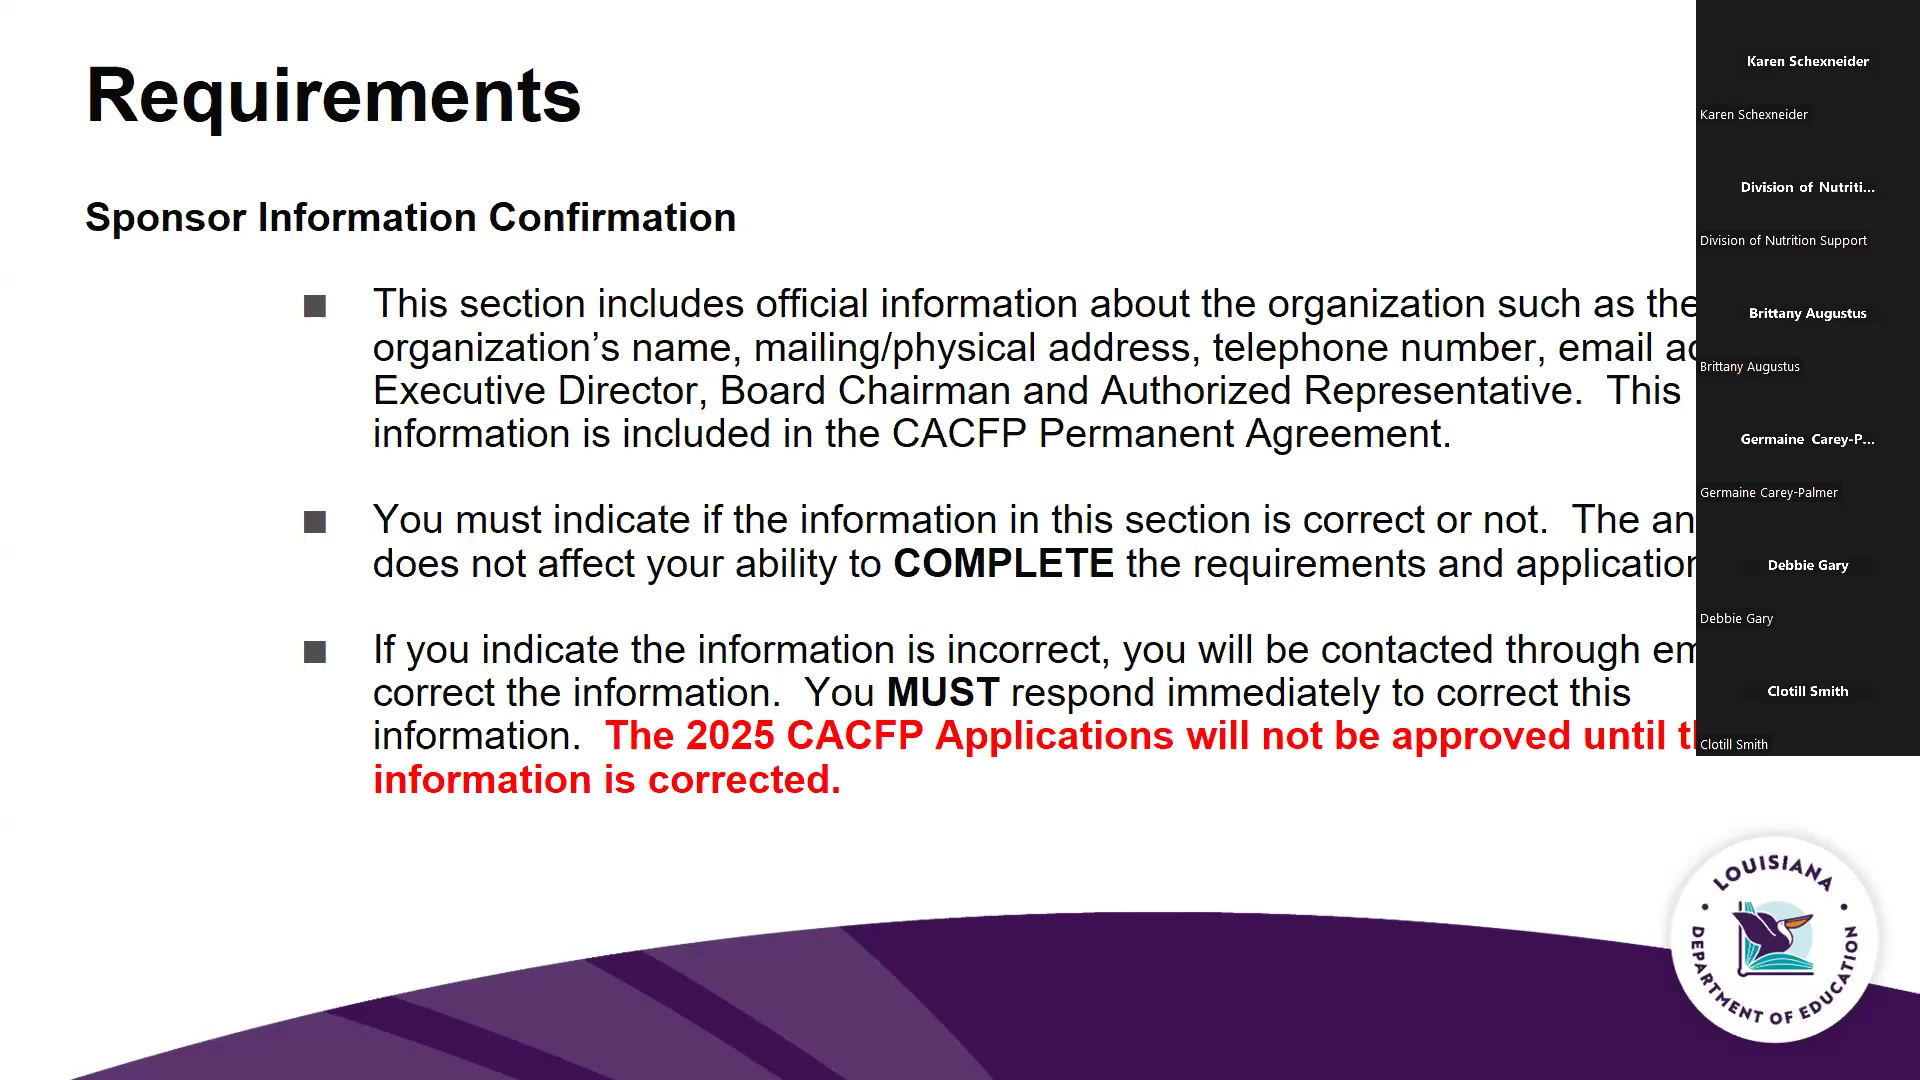 Requirements
Sponsor Information Confirmation
■ This section includes official information about the organization such as the
organization's name, mailing/physical address, telephone number, email
Executive Director, Board Chairman and Authorized Representative.  This
information is included in the CACFP Permanent Agreement.
■ You must indicate if the information in this section is correct or not.  The
does not affect your ability to COMPLETE the requirements and
■ If you indicate the information is incorrect, you will be contacted through
correct the information.  You MUST respond immediately to correct this
information.  The 2025 CACFP Applications will not be approved until
information is corrected.
Karen Schexneider
Karen Schexneider
Division of Nutriti...
Division of Nutrition Support
Brittany Augustus
Brittany Augustus
Germaine Carey-P...
Germaine Carey-Palmer
Debbie Gary
Debbie Gary
Clotill Smith
Clotill Smith
LOUISIANA
DEPARTMENT OF EDUCATION